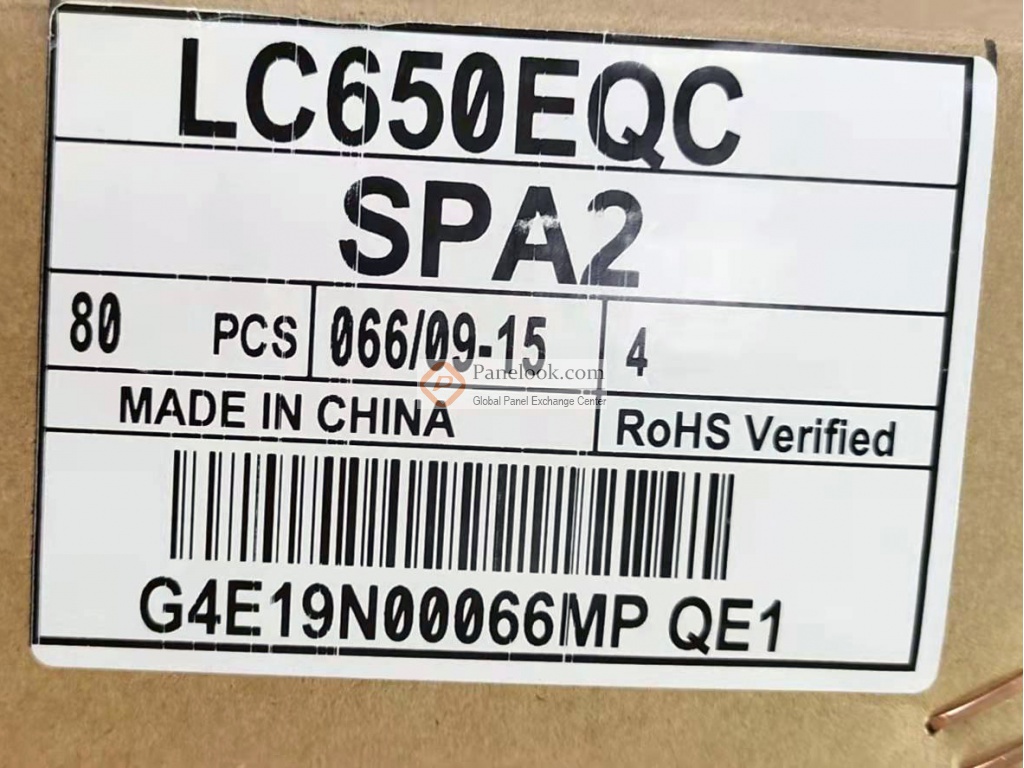 LC650EQC
SPA2
80 PCS 066/09-15 4
Panelook.com
Global Panel Exchange Center
MADE IN CHINA RoHS Verified
G4E19N00066MP QE1